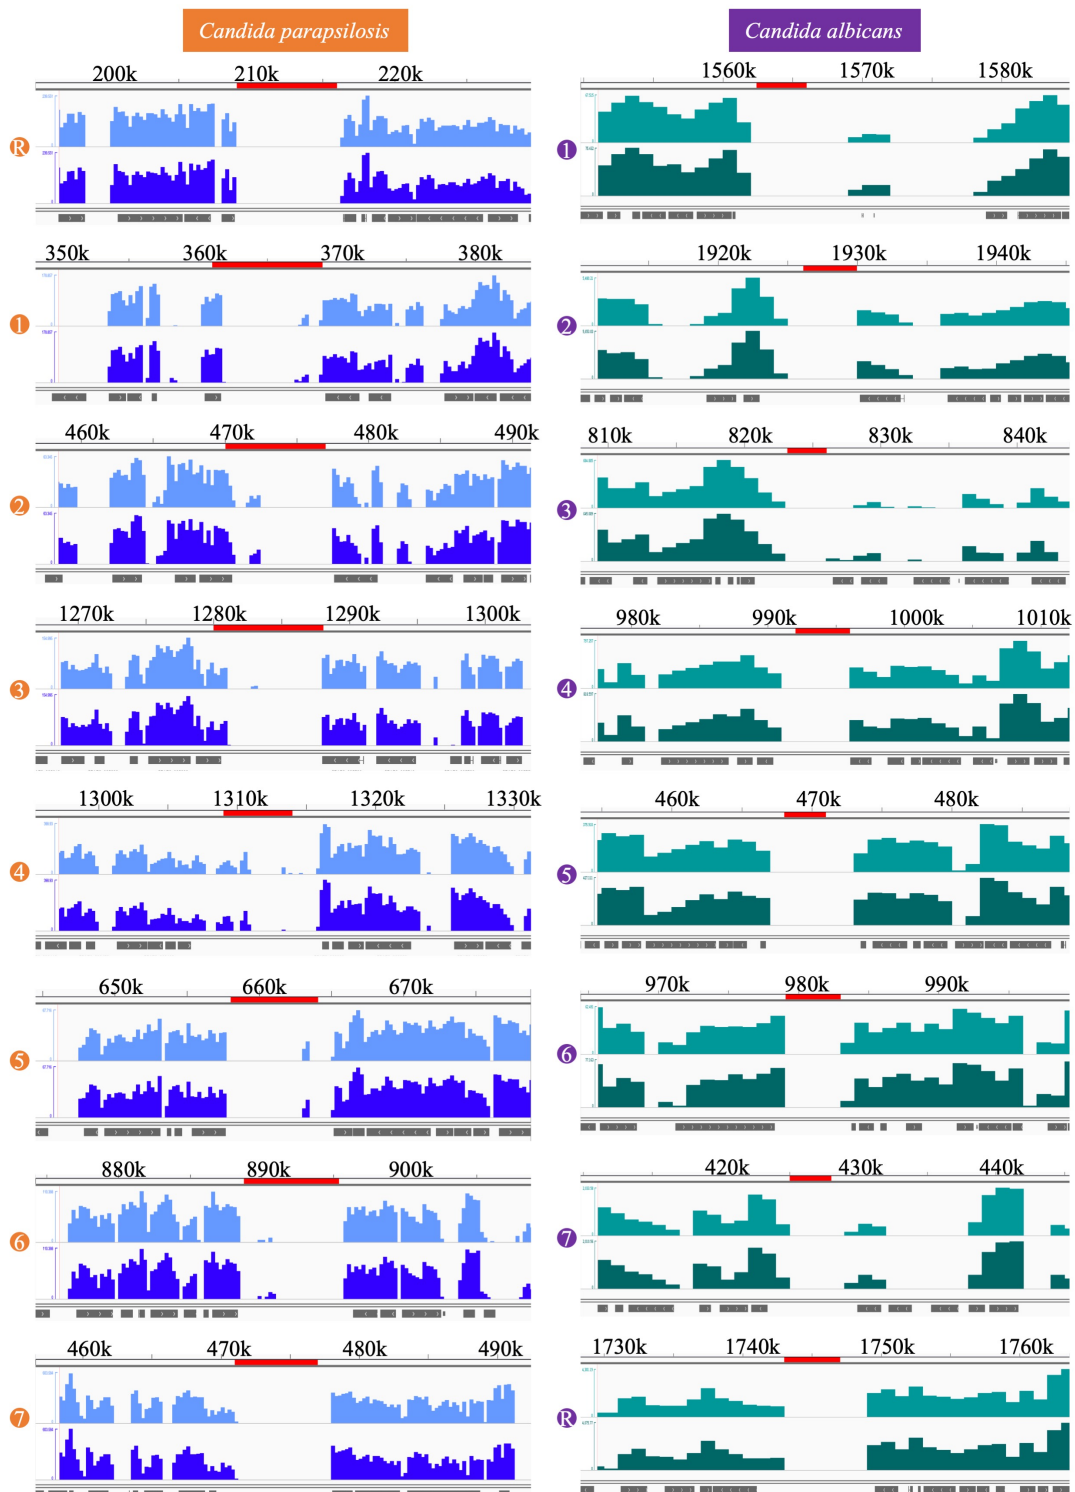 Candida parapsilosis
Candida albicans
200k 210k 220k
R
1560k 1570k 1580k
1
350k 360k 370k 380k
1
1920k 1930k 1940k
2
460k 470k 480k 490k
2
810k 820k 830k 840k
3
1270k 1280k 1290k 1300k
3
980k 990k 1000k 1010k
4
1300k 1310k 1320k 1330k
4
460k 470k 480k
5
650k 660k 670k
5
970k 980k 990k
6
880k 890k 900k
6
420k 430k 440k
7
460k 470k 480k 490k
7
1730k 1740k 1750k 1760k
R